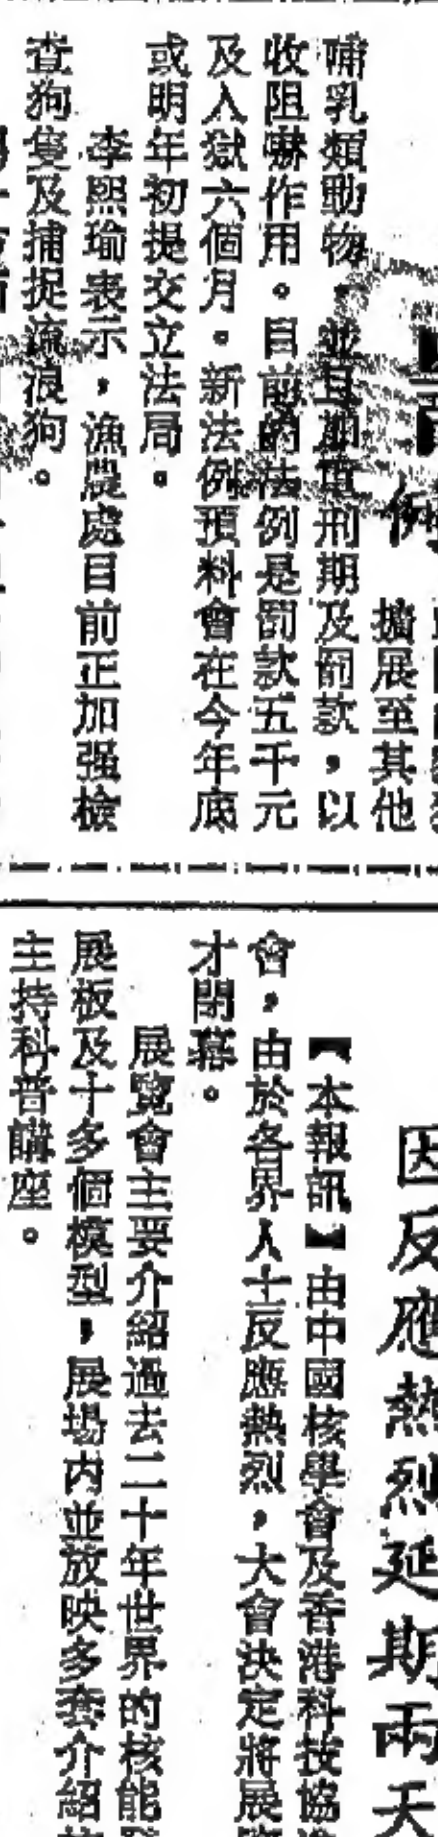 例
擴展至其他
哺乳類動物，並且加重刑期及罰款，以
收阻嚇作用。目前的法例是罰款五千元
及入獄六個月。新法例預料會在今年底
或明年初提交立法局。
李熙瑜表示，漁農處目前正加强檢
查狗隻及捕捉流浪狗。
因反應熱烈延期兩天
【本報訊】由中國核學會及香港科技協進
會，由於各界人士反應熱烈，大會決定將展覽
才閉幕。
展覽會主要介紹過去二十年世界的核能
展板及十多個模型，展場内並放映多套介紹
主持科普講座。